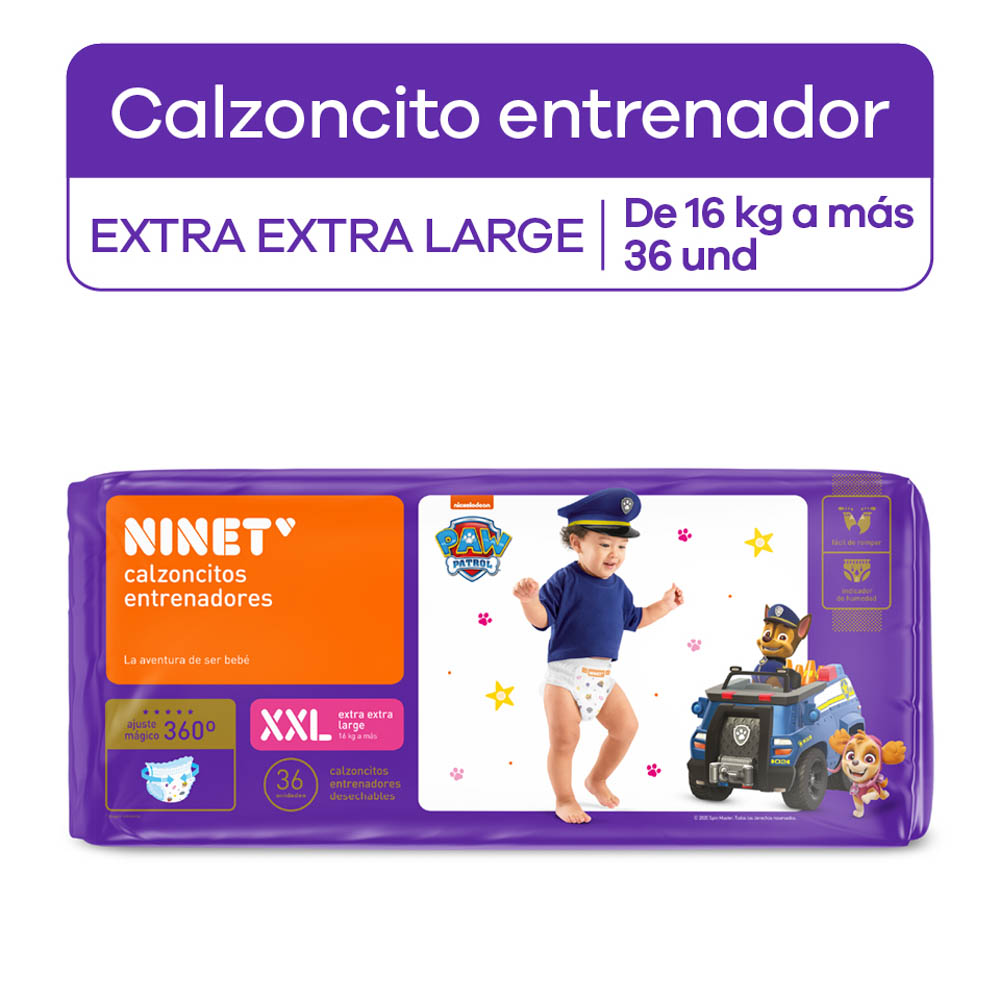 Calzoncito entrenador
EXTRA EXTRA LARGE
De 16 kg a más
36 und
NINET
calzoncitos
entrenadores
La aventura de ser bebé
ajuste
mágico 360º
XXL
extra extra
large
16 kg a más
36
unidades
calzoncitos
entrenadores
desechables
nickelodeon
PAW
PATROL
NINET
fácil de romper
indicador
de humedad